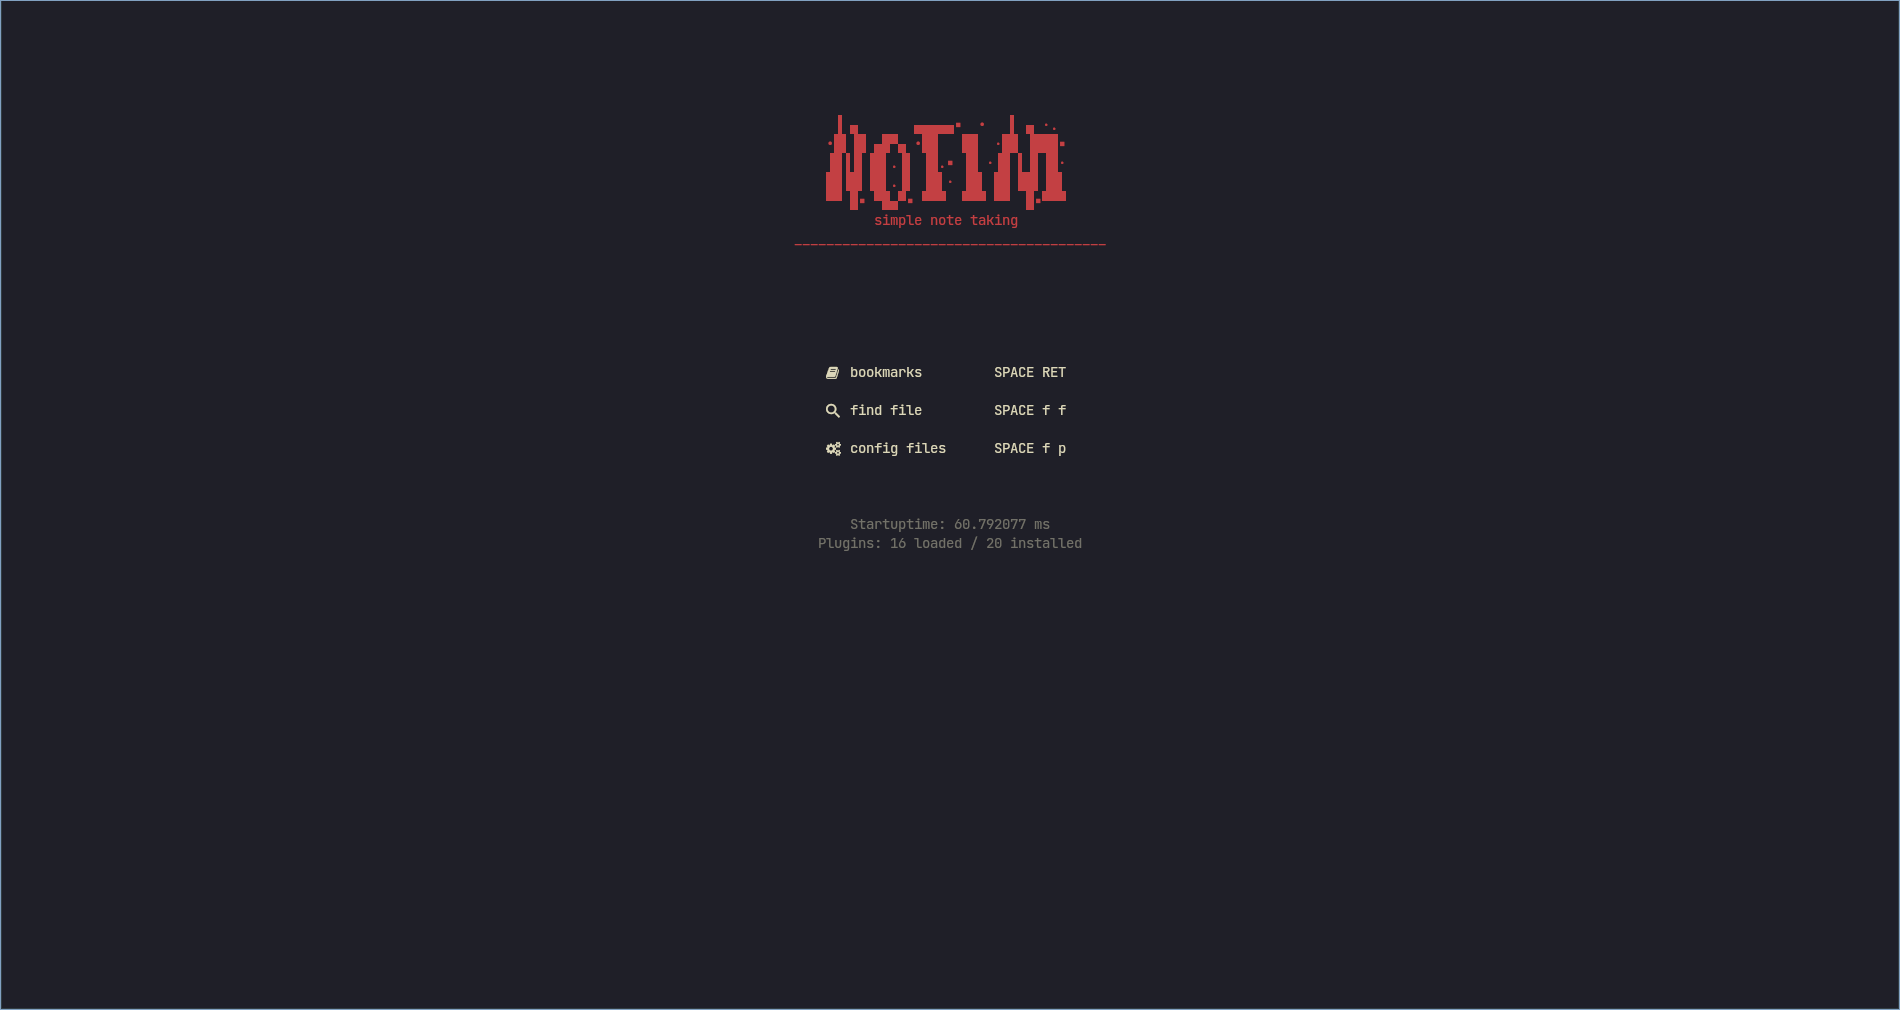 NOTIM
simple note taking
bookmarks SPACE RET
find file SPACE f f
config files SPACE f p
Startuptime: 60.792077 ms
Plugins: 16 loaded / 20 installed